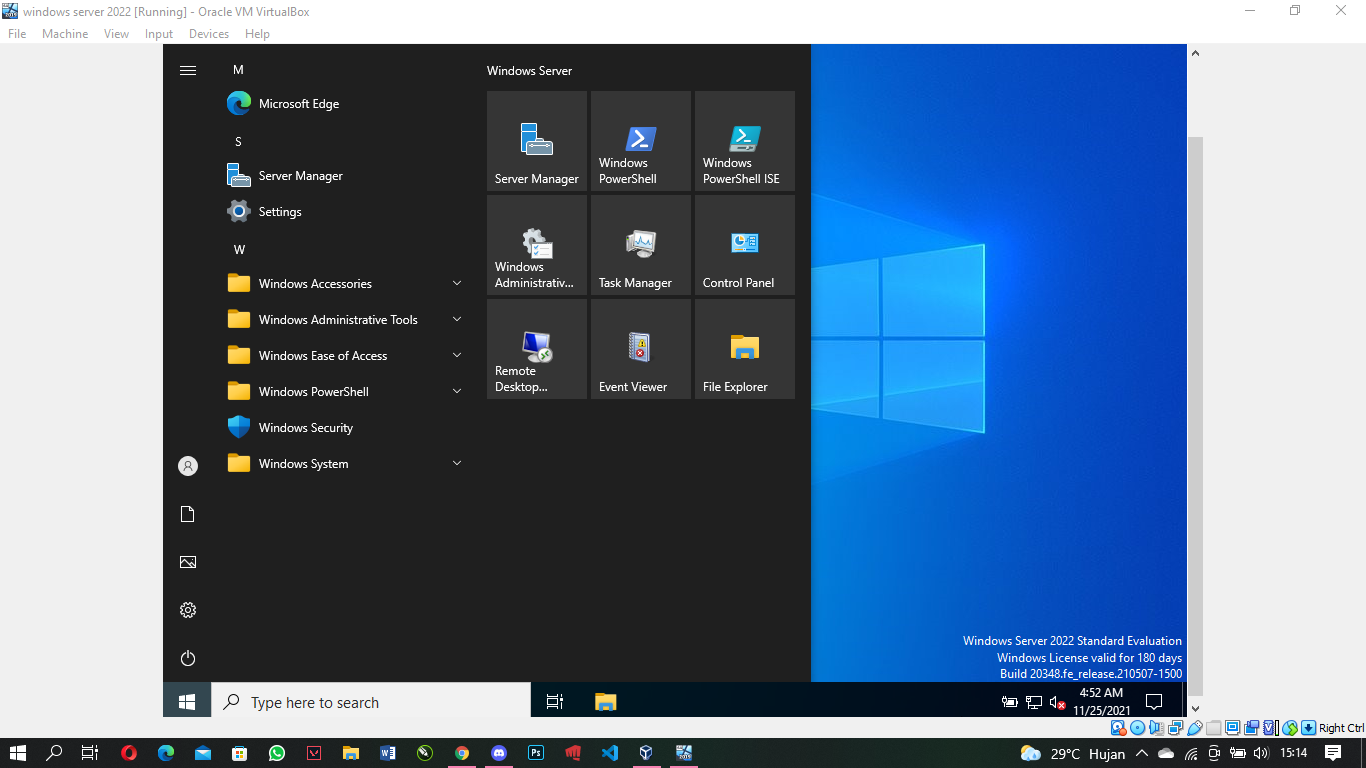 windows server 2022 [Running] - Oracle VM VirtualBox
File Machine View Input Devices Help
M
Microsoft Edge
S
Server Manager
Settings
W
Windows Accessories
Windows Administrative Tools
Windows Ease of Access
Windows PowerShell
Windows Security
Windows System
Windows Server
Server Manager
Windows
PowerShell
Windows
PowerShell ISE
Windows
Administrativ...
Task Manager
Control Panel
Remote
Desktop...
Event Viewer
File Explorer
Windows Server 2022 Standard Evaluation
Windows License valid for 180 days
Build 20348.fe_release.210507-1500
Type here to search
4:52 AM
11/25/2021
Right Ctrl
29°C Hujan
15:14